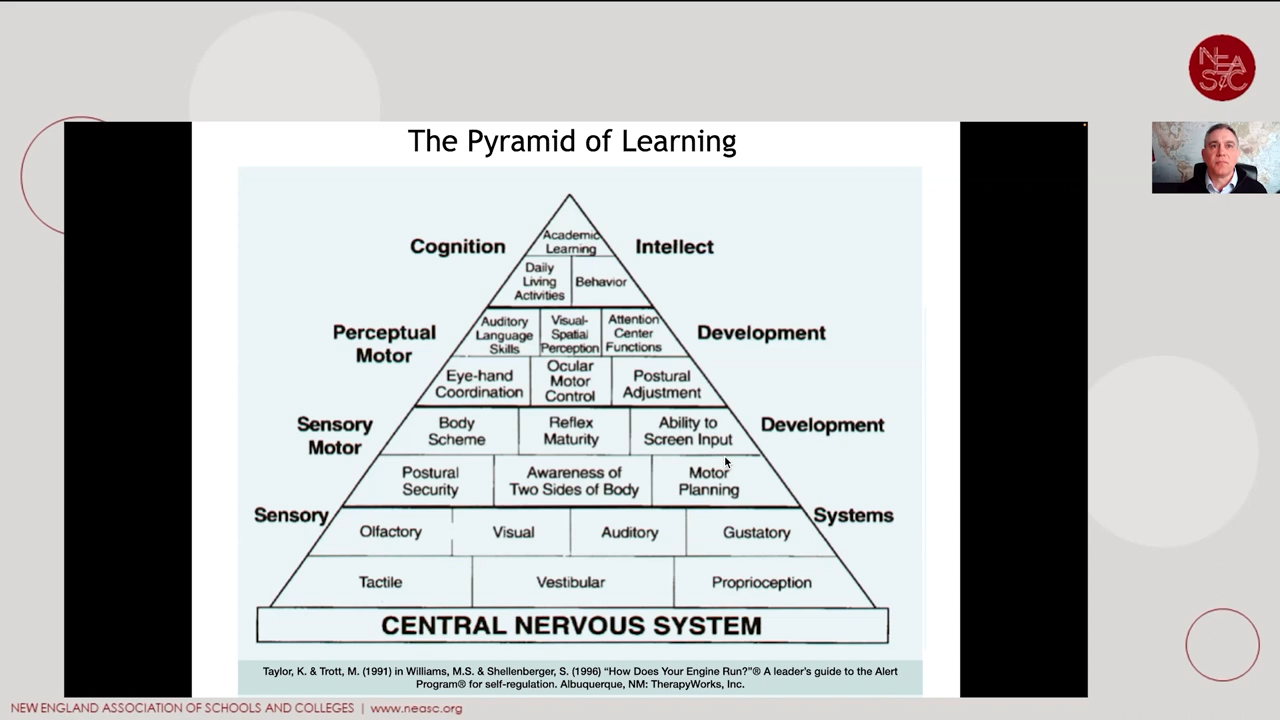 NEA
S&C
The Pyramid of Learning
Cognition
Academic
Learning
Intellect
Daily
Living
Activities
Behavior
Perceptual
Motor
Auditory
Language
Skills
Visual-
Spatial
Perception
Attention
Center
Functions
Development
Eye-hand
Coordination
Ocular
Motor
Control
Postural
Adjustment
Sensory
Motor
Body
Scheme
Reflex
Maturity
Ability to
Screen Input
Development
Postural
Security
Awareness of
Two Sides of Body
Motor
Planning
Sensory
Systems
Olfactory
Visual
Auditory
Gustatory
Tactile
Vestibular
Proprioception
CENTRAL NERVOUS SYSTEM
Taylor, K. & Trott, M. (1991) in Williams, M.S. & Shellenberger, S. (1996) “How Does Your Engine Run?”® A leader’s guide to the Alert
Program® for self-regulation. Albuquerque, NM: TherapyWorks, Inc.
NEW ENGLAND ASSOCIATION OF SCHOOLS AND COLLEGES | www.neasc.org